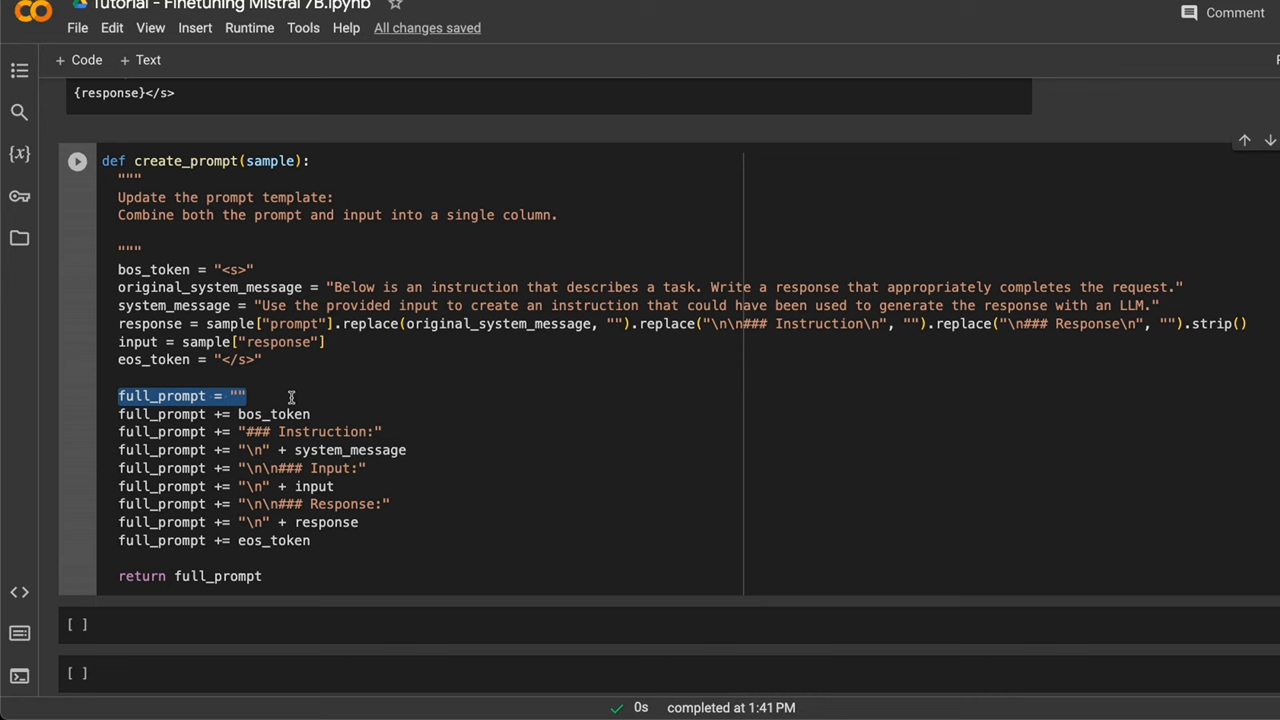 Tutorial - Finetuning Mistral 7B.ipynb
Comment
File Edit View Insert Runtime Tools Help All changes saved
+ Code + Text
{response}</s>
def create_prompt(sample):
"""
Update the prompt template:
Combine both the prompt and input into a single column.
"""
bos_token = "<s>"
original_system_message = "Below is an instruction that describes a task. Write a response that appropriately completes the request."
system_message = "Use the provided input to create an instruction that could have been used to generate the response with an LLM."
response = sample["prompt"].replace(original_system_message, "").replace("\n\n### Instruction\n", "").replace("\n### Response\n", "").strip()
input = sample["response"]
eos_token = "</s>"
full_prompt = ""
full_prompt += bos_token
full_prompt += "### Instruction:"
full_prompt += "\n" + system_message
full_prompt += "\n\n### Input:"
full_prompt += "\n" + input
full_prompt += "\n\n### Response:"
full_prompt += "\n" + response
full_prompt += eos_token
return full_prompt
[ ]
[ ]
0s completed at 1:41 PM